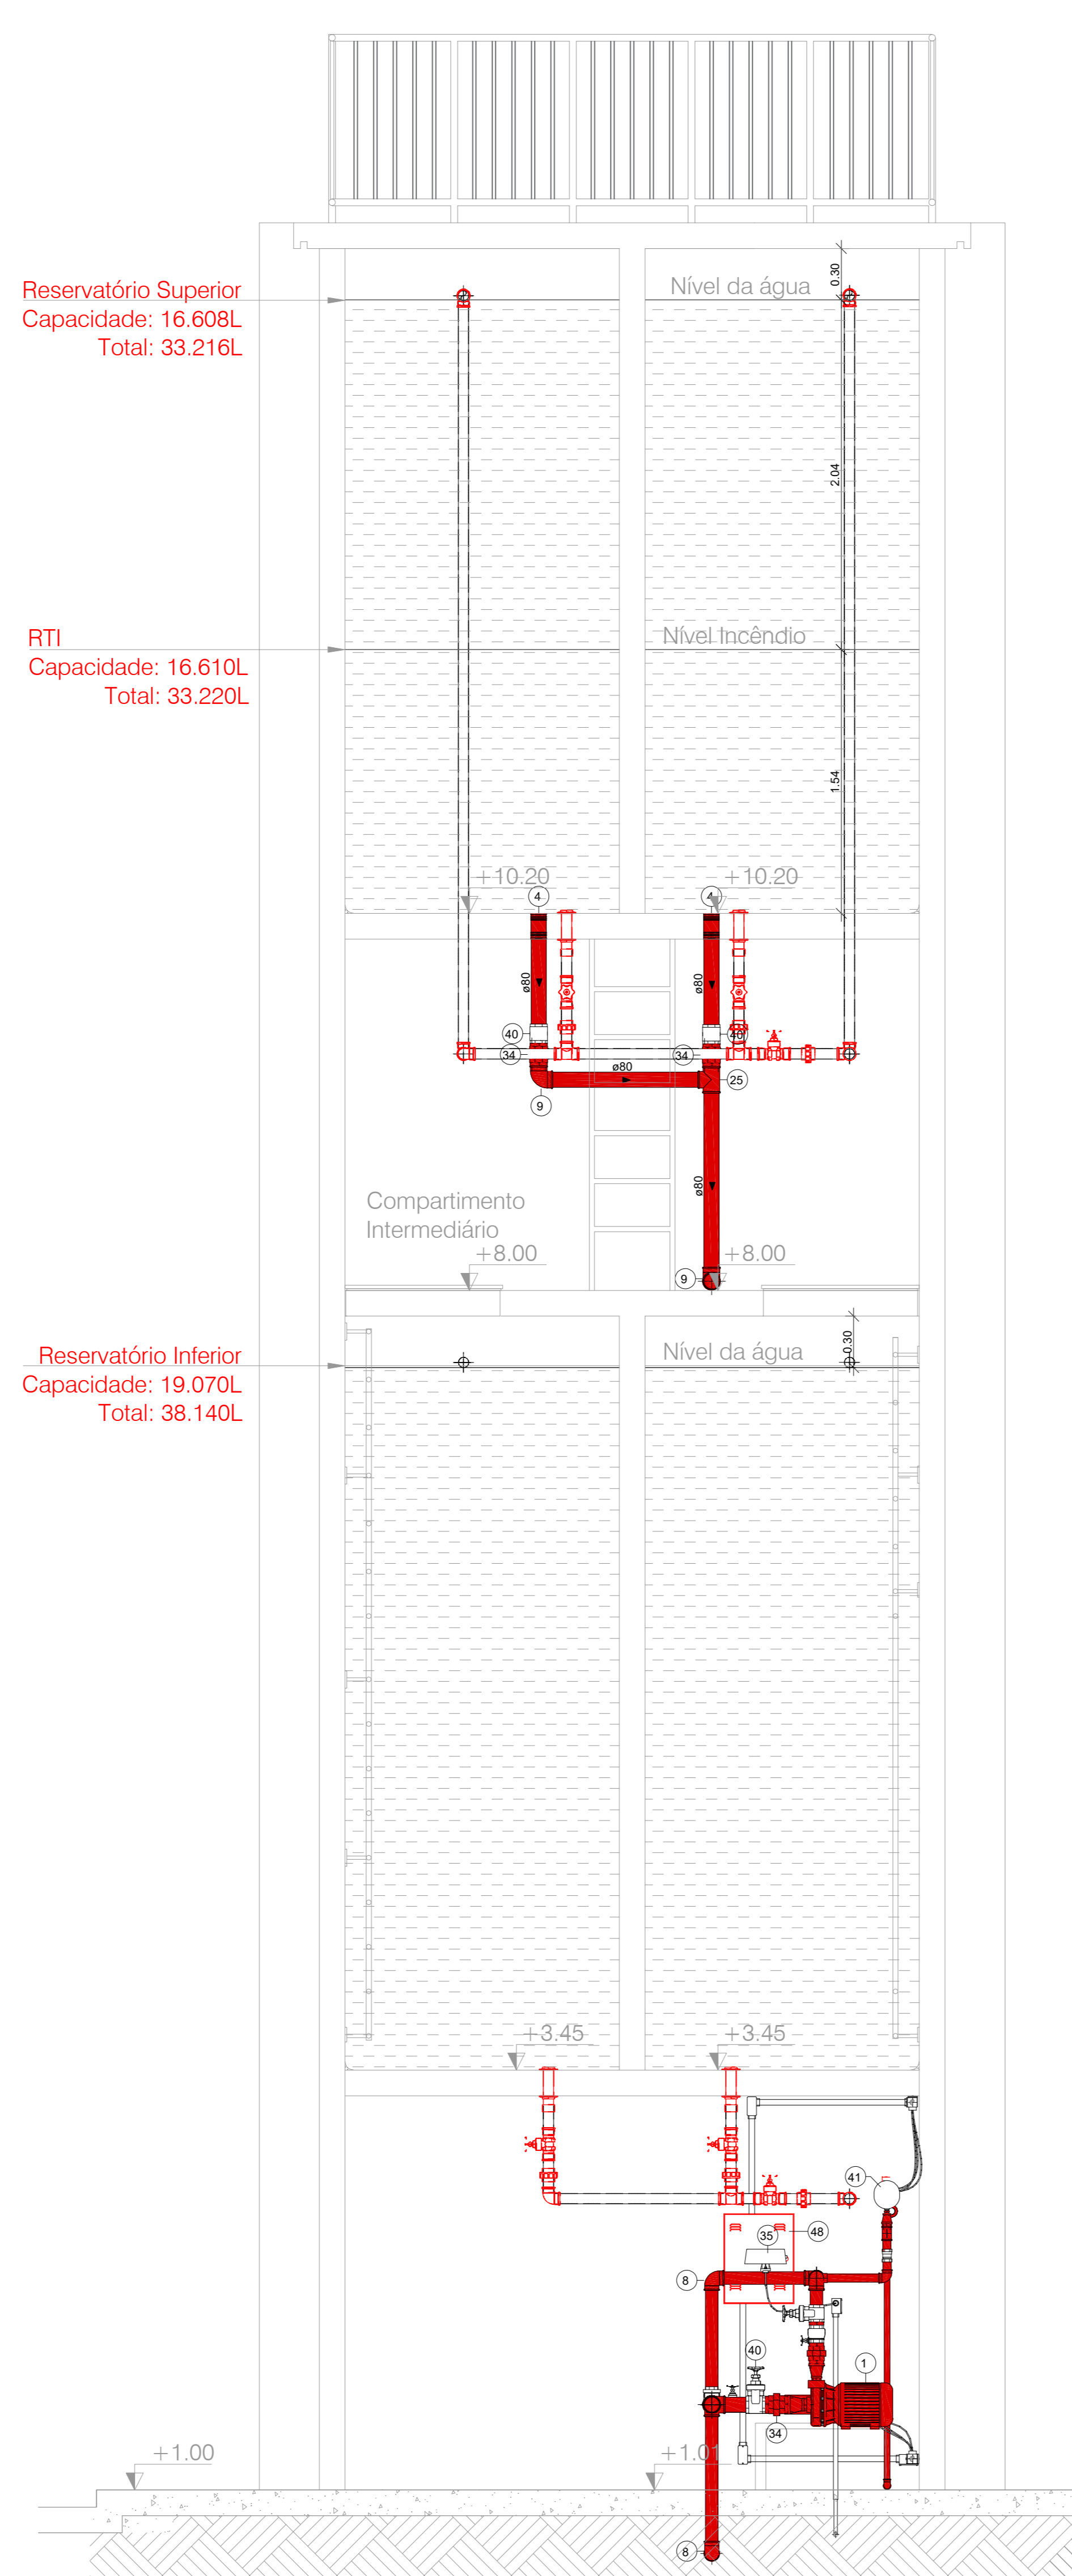 0.30
Nível da água
Reservatório Superior
Capacidade: 16.608L
Total: 33.216L
2.04
RTI
Capacidade: 16.610L
Total: 33.220L
Nível Incêndio
1.54
+10.20
+10.20
4
4
ø80
ø80
40
40
34
34
ø80
25
9
ø80
Compartimento
Intermediário
+8.00
+8.00
9
0.30
Reservatório Inferior
Capacidade: 19.070L
Total: 38.140L
Nível da água
+3.45
+3.45
41
35
48
8
40
1
34
+1.00
+1.01
8